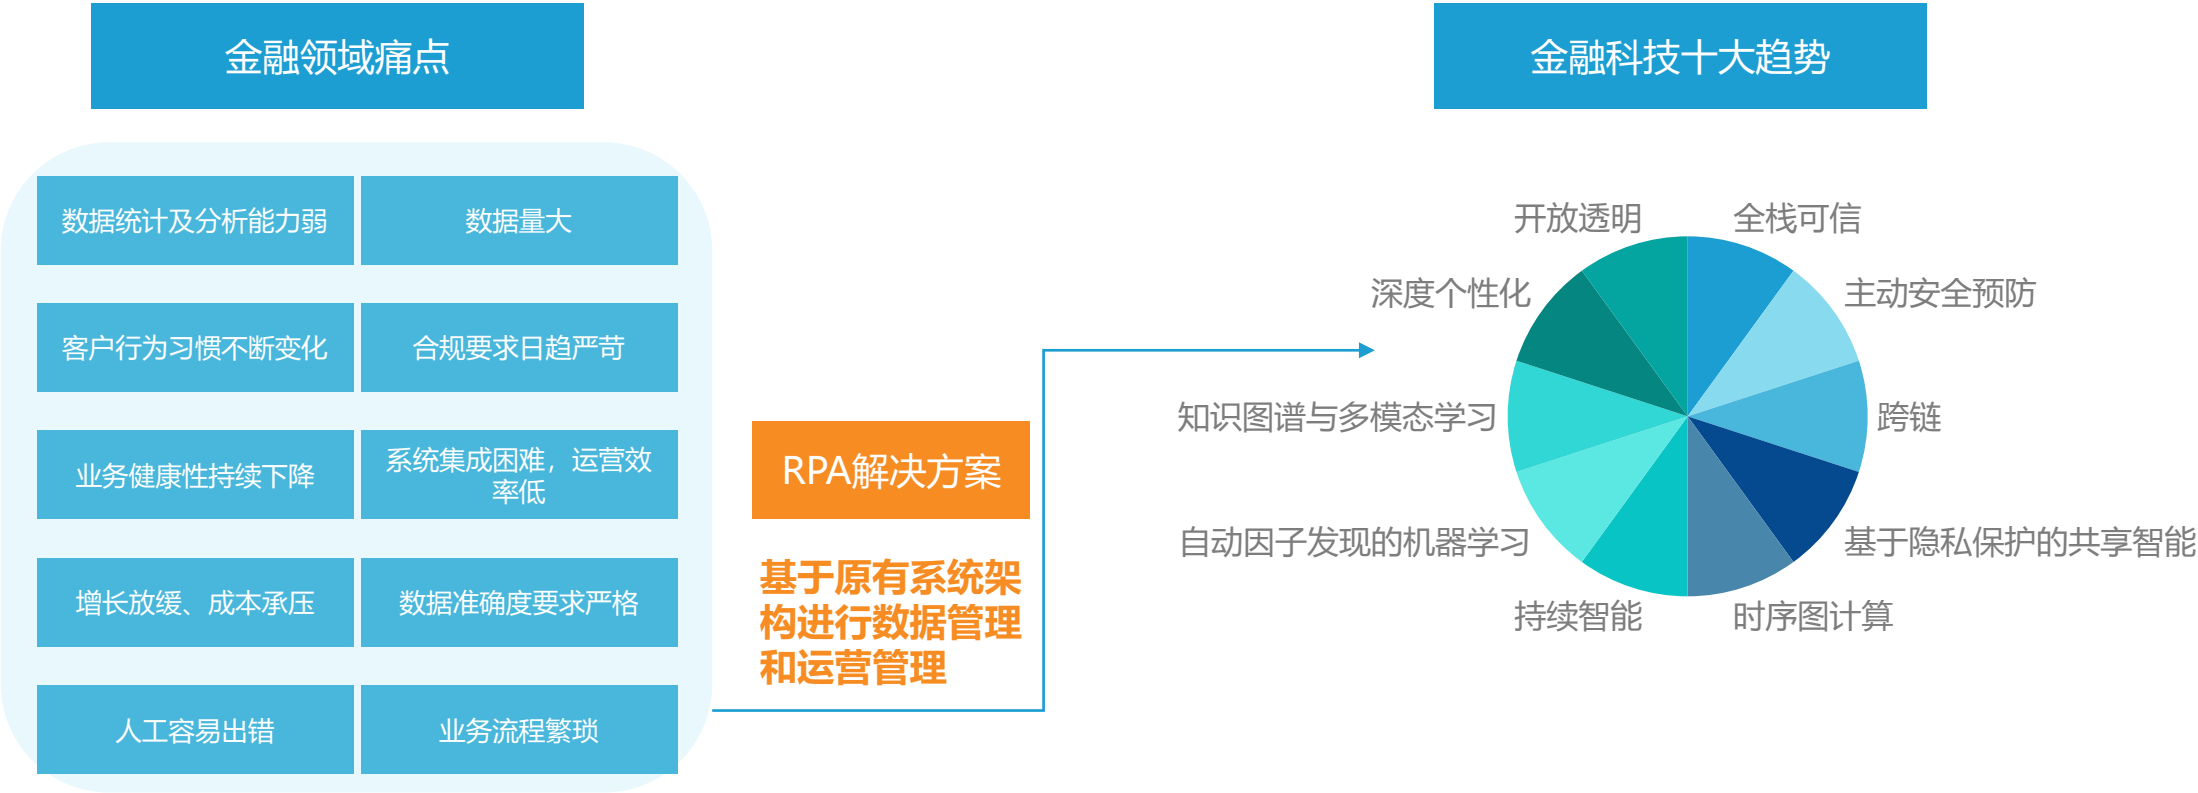 金融领域痛点
数据统计及分析能力弱
数据量大
客户行为习惯不断变化
合规要求日趋严苛
业务健康性持续下降
系统集成困难，运营效
率低
增长放缓、成本承压
数据准确度要求严格
人工容易出错
业务流程繁琐
RPA解决方案
基于原有系统架
构进行数据管理
和运营管理
金融科技十大趋势
开放透明
全栈可信
深度个性化
主动安全预防
知识图谱与多模态学习
跨链
自动因子发现的机器学习
基于隐私保护的共享智能
持续智能
时序图计算